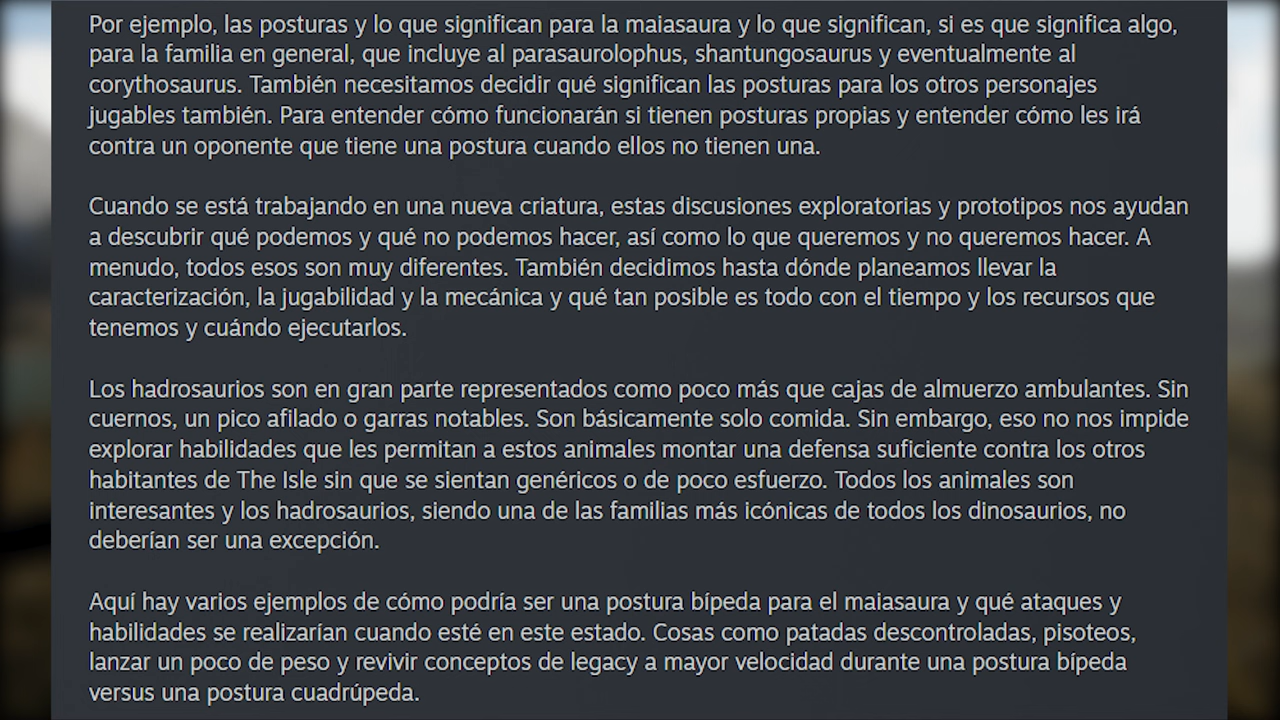 Por ejemplo, las posturas y lo que significan para la maiasaura y lo que significan, si es que significa algo,
para la familia en general, que incluye al parasaurolophus, shantungosaurus y eventualmente al
corythosaurus. También necesitamos decidir qué significan las posturas para los otros personajes
jugables también. Para entender cómo funcionarán si tienen posturas propias y entender cómo les irá
contra un oponente que tiene una postura cuando ellos no tienen una.
Cuando se está trabajando en una nueva criatura, estas discusiones exploratorias y prototipos nos ayudan
a descubrir qué podemos y qué no podemos hacer, así como lo que queremos y no queremos hacer. A
menudo, todos esos son muy diferentes. También decidimos hasta dónde planeamos llevar la
caracterización, la jugabilidad y la mecánica y qué tan posible es todo con el tiempo y los recursos que
tenemos y cuándo ejecutarlos.
Los hadrosaurios son en gran parte representados como poco más que cajas de almuerzo ambulantes. Sin
cuernos, un pico afilado o garras notables. Son básicamente solo comida. Sin embargo, eso no nos impide
explorar habilidades que les permitan a estos animales montar una defensa suficiente contra los otros
habitantes de The Isle sin que se sientan genéricos o de poco esfuerzo. Todos los animales son
interesantes y los hadrosaurios, siendo una de las familias más icónicas de todos los dinosaurios, no
deberían ser una excepción.
Aquí hay varios ejemplos de cómo podría ser una postura bípeda para el maiasaura y qué ataques y
habilidades se realizarían cuando esté en este estado. Cosas como patadas descontroladas, pisoteos,
lanzar un poco de peso y revivir conceptos de legacy a mayor velocidad durante una postura bípeda
versus una postura cuadrúpeda.